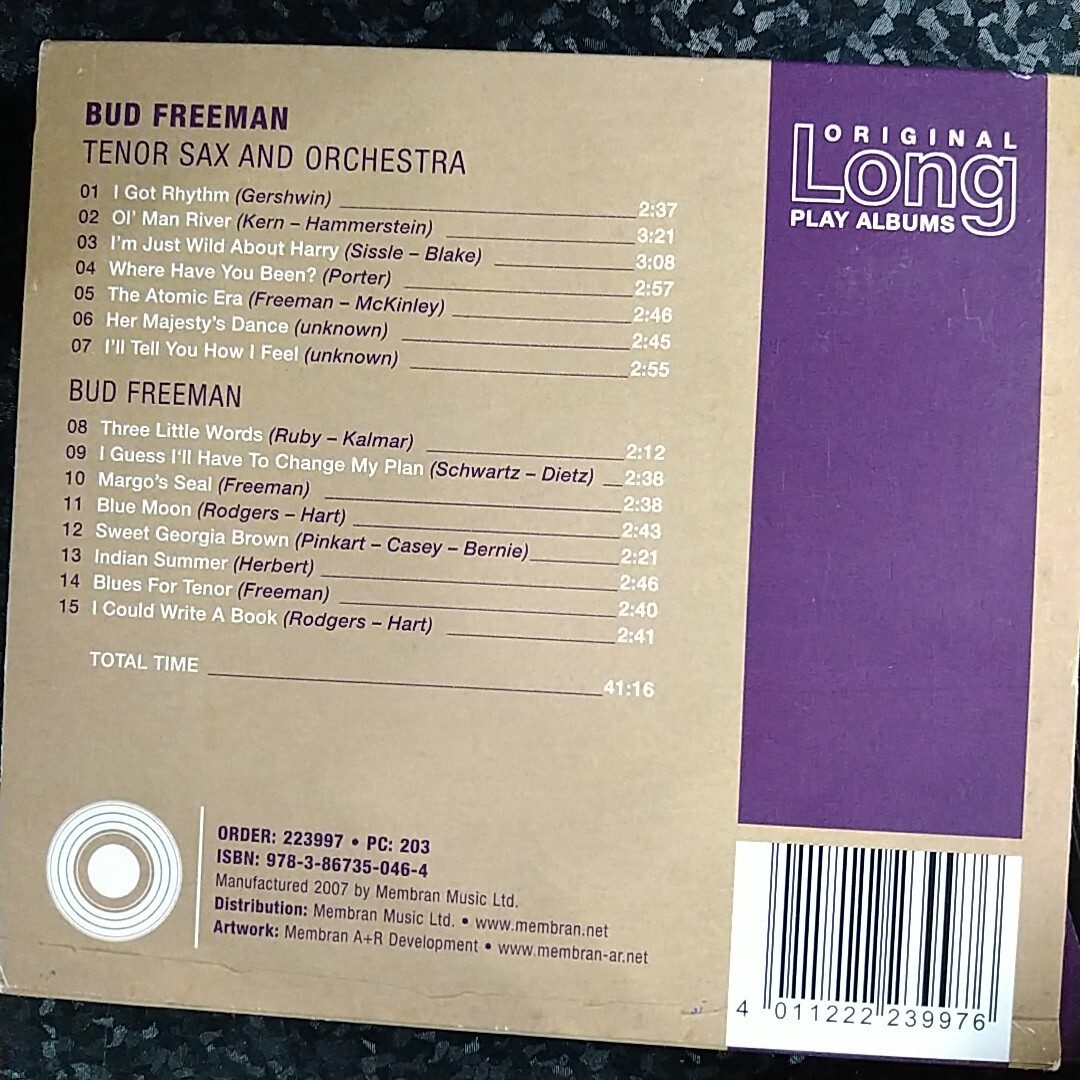 BUD FREEMAN
TENOR SAX AND ORCHESTRA
01 I Got Rhythm (Gershwin) 2:37
02 Ol' Man River (Kern – Hammerstein) 3:21
03 I'm Just Wild About Harry (Sissle – Blake) 3:08
04 Where Have You Been? (Porter) 2:57
05 The Atomic Era (Freeman – McKinley) 2:46
06 Her Majesty's Dance (unknown) 2:45
07 I'll Tell You How I Feel (unknown) 2:55
BUD FREEMAN
08 Three Little Words (Ruby – Kalmar) 2:12
09 I Guess I'll Have To Change My Plan (Schwartz – Dietz) 2:38
10 Margo's Seal (Freeman) 2:38
11 Blue Moon (Rodgers – Hart) 2:43
12 Sweet Georgia Brown (Pinkart – Casey – Bernie) 2:21
13 Indian Summer (Herbert) 2:46
14 Blues For Tenor (Freeman) 2:40
15 I Could Write A Book (Rodgers – Hart) 2:41
TOTAL TIME 41:16
ORIGINAL
Long
PLAY ALBUMS
ORDER: 223997 • PC: 203
ISBN: 978-3-86735-046-4
Manufactured 2007 by Membran Music Ltd.
Distribution: Membran Music Ltd. • www.membran.net
Artwork: Membran A+R Development • www.membran-ar.net
4 011222 239976